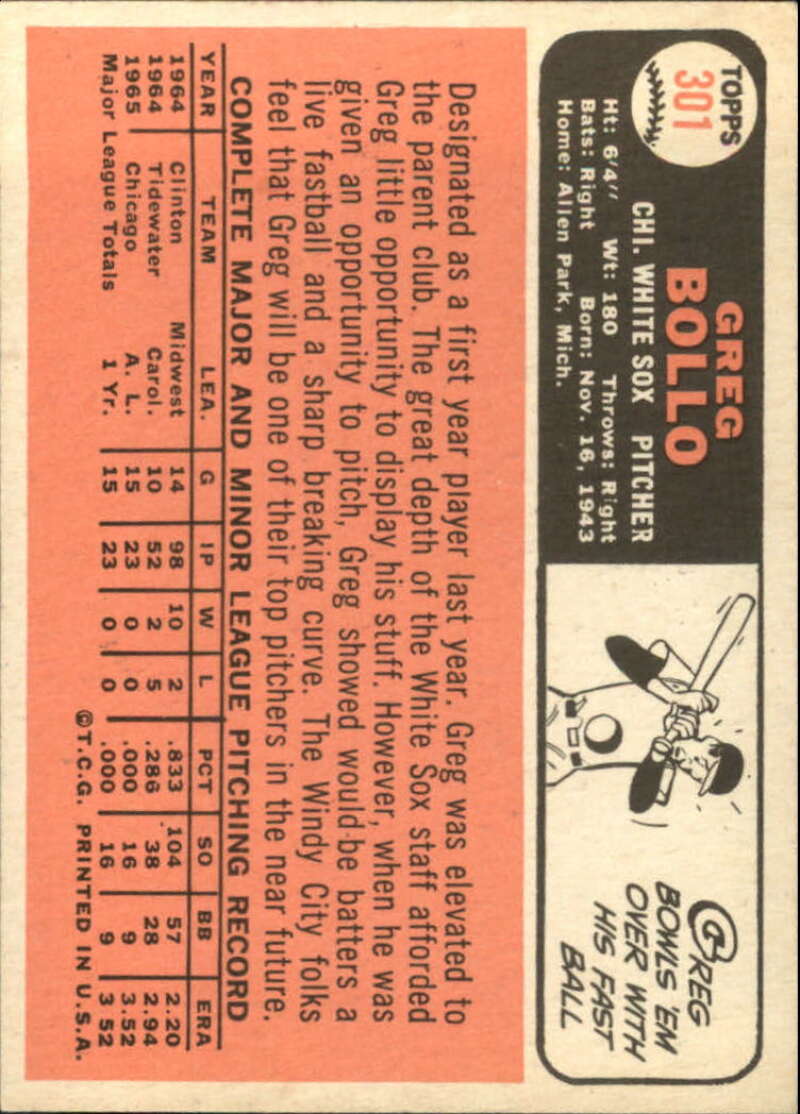 TOPPS
301
GREG
BOLLO
CHI. WHITE SOX PITCHER
Ht: 6'4" Wt: 180 Throws: Right
Bats: Right Born: Nov. 16, 1943
Home: Allen Park, Mich.
GREG
BOWLS 'EM
OVER WITH
HIS FAST
BALL
Designated as a first year player last year. Greg was elevated to
the parent club. The great depth of the White Sox staff afforded
Greg little opportunity to display his stuff. However, when he was
given an opportunity to pitch, Greg showed would-be batters a
live fastball and a sharp breaking curve. The Windy City folks
feel that Greg will be one of their top pitchers in the near future.
COMPLETE MAJOR AND MINOR LEAGUE PITCHING RECORD
YEAR TEAM LEA. G IP W L PCT SO BB ERA
1964 Clinton Midwest 14 98 10 2 .833 104 57 2.20
1964 Tidewater Carol. 10 52 2 5 .286 38 28 2.94
1965 Chicago A. L. 15 23 0 0 .000 16 9 3.52
Major League Totals 1 Yr. 15 23 0 0 .000 16 9 3.52
©T.C.G. PRINTED IN U.S.A.